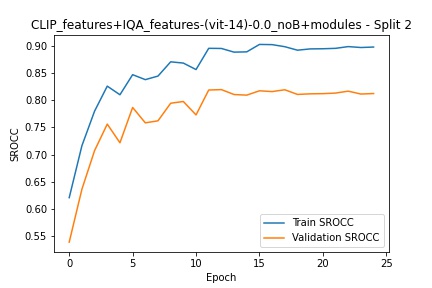 CLIP_features+IQA_features-(vit-14)-0.0_noB+modules - Split 2
SROCC
0.90
0.85
0.80
0.75
0.70
0.65
0.60
0.55
Train SROCC
Validation SROCC
0 5 10 15 20 25
Epoch